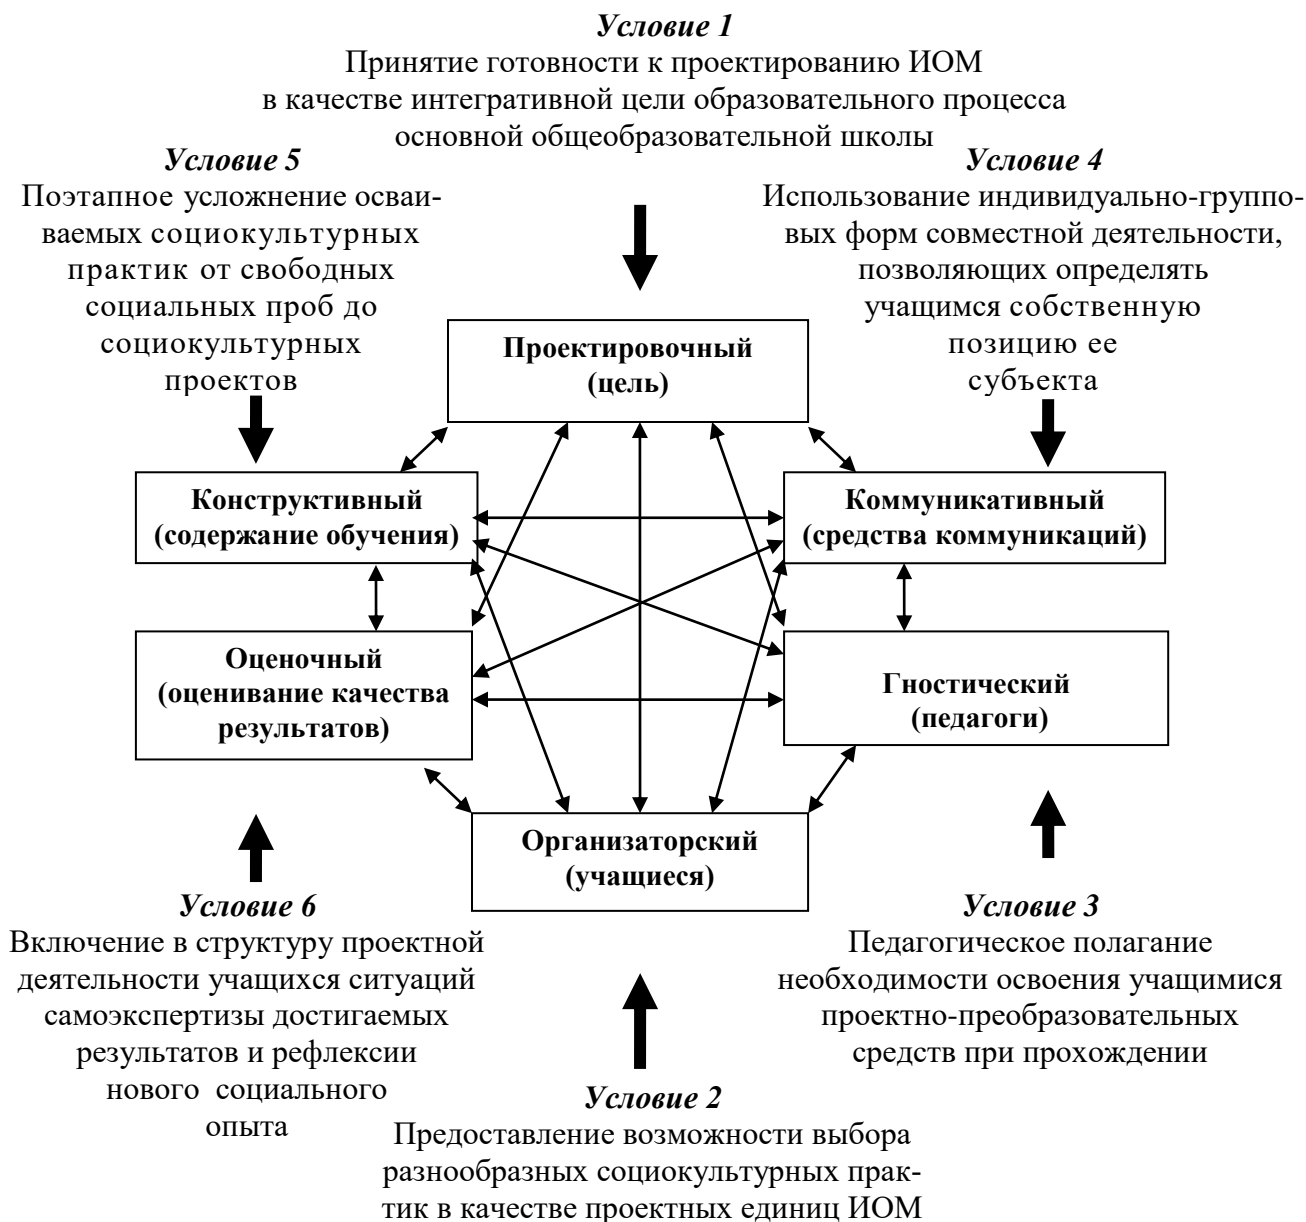 Условие 1
Принятие готовности к проектированию ИОМ
в качестве интегративной цели образовательного процесса
основной общеобразовательной школы
Условие 5
Поэтапное усложнение осваи-
ваемых социокультурных
практик от свободных
социальных проб до
социокультурных
проектов
Условие 4
Использование индивидуально-группо-
вых форм совместной деятельности,
позволяющих определять
учащимся собственную
позицию ее
субъекта
Проектировочный
(цель)
Конструктивный
(содержание обучения)
Коммуникативный
(средства коммуникаций)
Оценочный
(оценивание качества
результатов)
Гностический
(педагоги)
Организаторский
(учащиеся)
Условие 6
Включение в структуру проектной
деятельности учащихся ситуаций
самоэкспертизы достигаемых
результатов и рефлексии
нового социального
опыта
Условие 3
Педагогическое полагание
необходимости освоения учащимися
проектно-преобразовательных
средств при прохождении
Условие 2
Предоставление возможности выбора
разнообразных социокультурных прак-
тик в качестве проектных единиц ИОМ